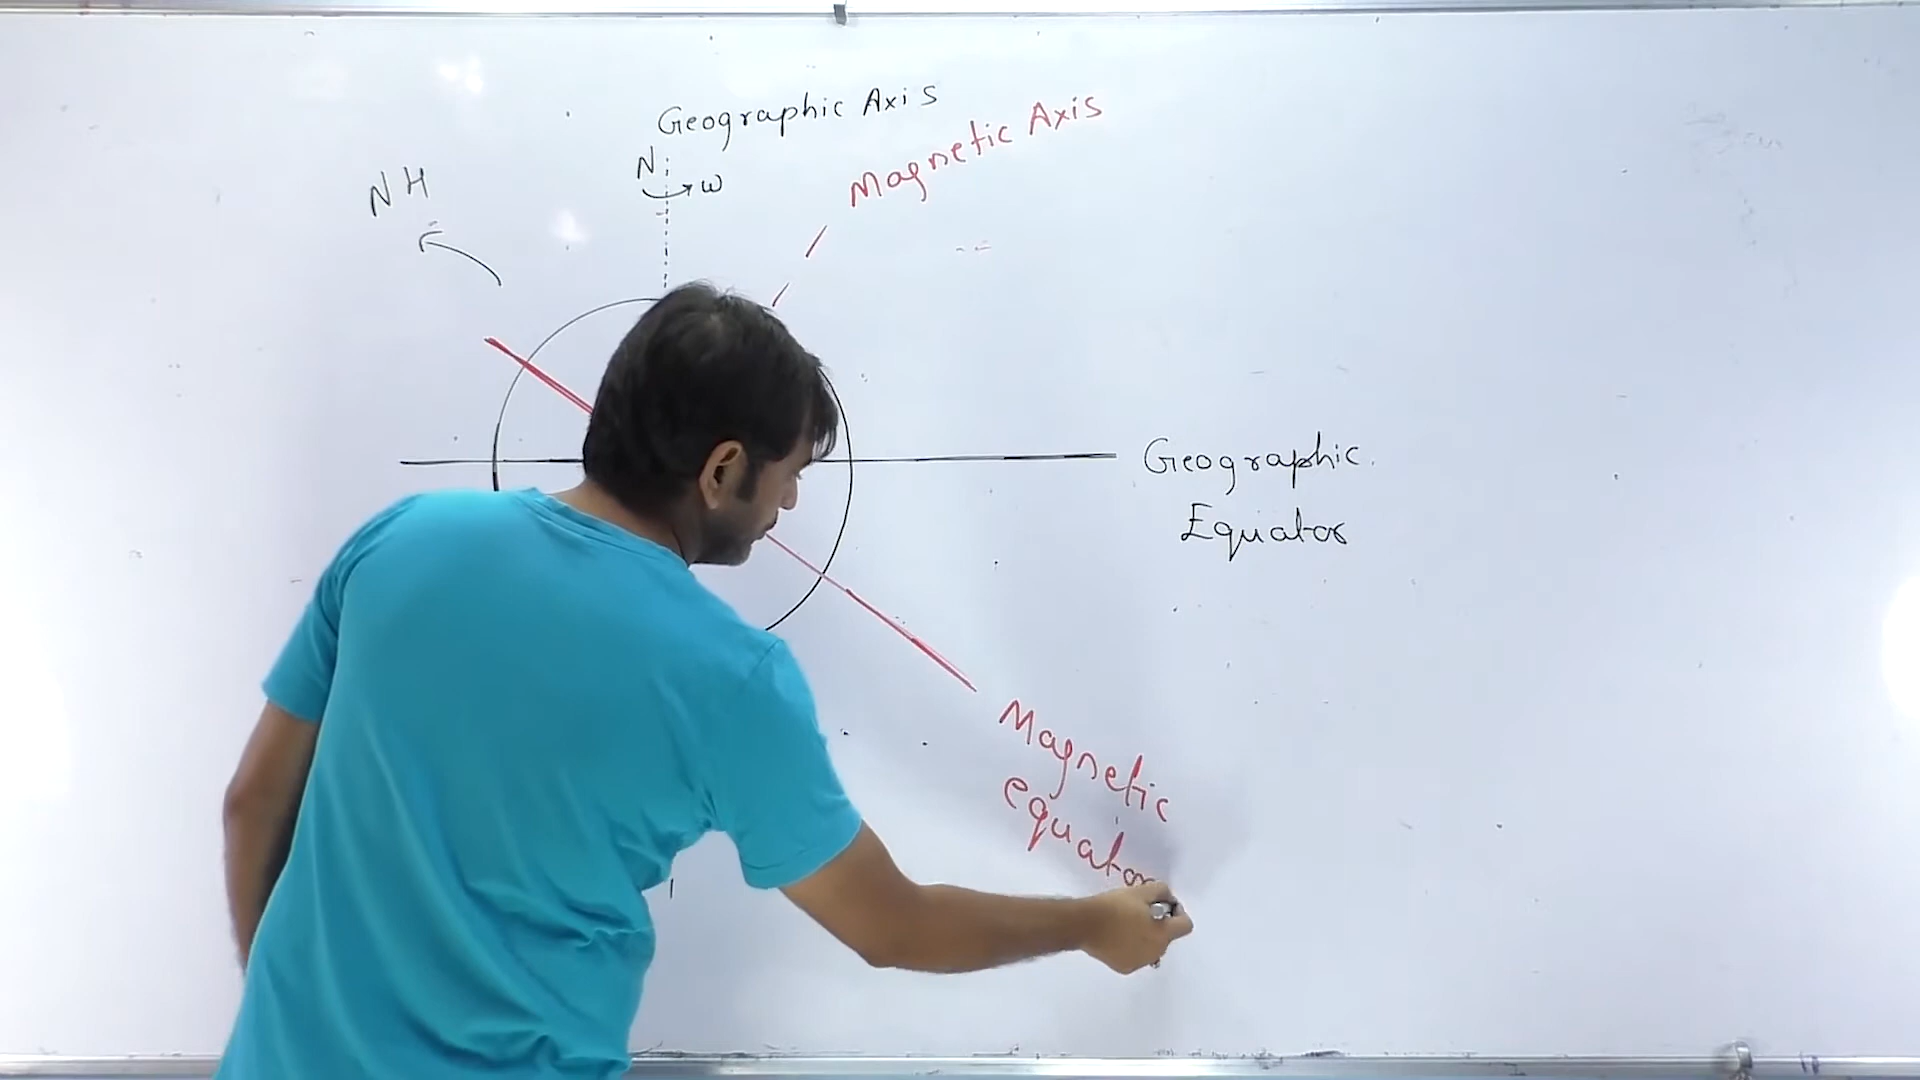 Geographic Axis
Magnetic Axis
N
ω
NH
Geographic
Equator
Magnetic
equator